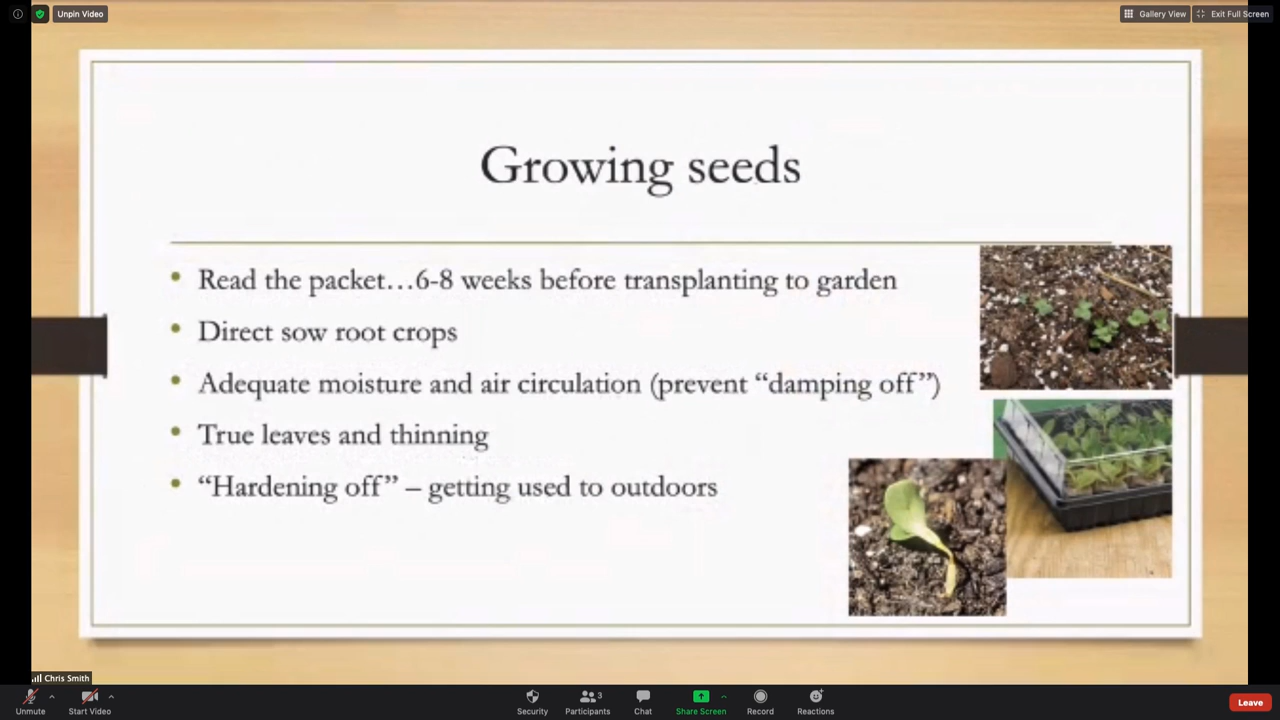 Unpin Video
Gallery View
Exit Full Screen
Growing seeds
Read the packet…6-8 weeks before transplanting to garden
Direct sow root crops
Adequate moisture and air circulation (prevent “damping off”)
True leaves and thinning
“Hardening off” – getting used to outdoors
Chris Smith
Unmute
Start Video
Security
Participants
3
Chat
Share Screen
Record
Reactions
Leave